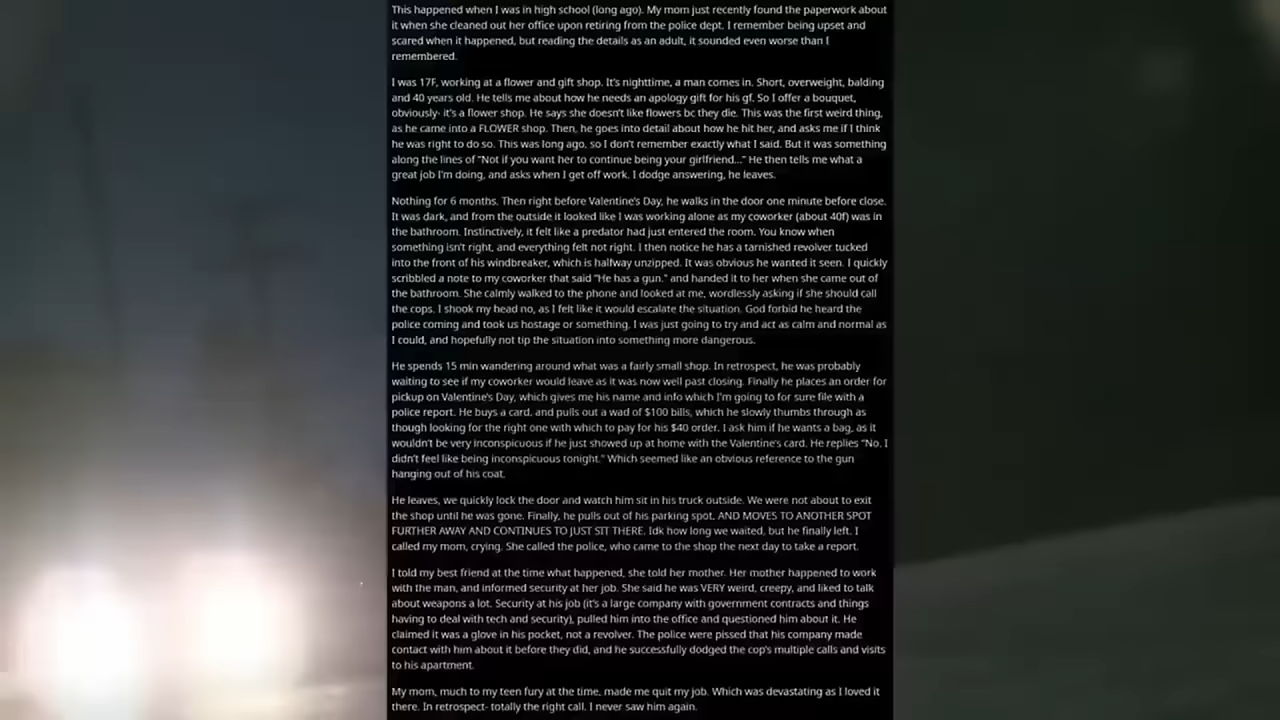 This happened when I was in high school (long ago). My mom just recently found the paperwork about
it when she cleaned out her office upon retiring from the police dept. I remember being upset and
scared when it happened, but reading the details as an adult, it sounded even worse than I
remembered.
I was 17F, working at a flower and gift shop. It's nighttime, a man comes in. Short, overweight, balding
and 40 years old. He tells me about how he needs an apology gift for his gf. So I offer a bouquet,
obviously- it's a flower shop. He says she doesn't like flowers bc they die. This was the first weird thing,
as he came into a FLOWER shop. Then, he goes into detail about how he hit her, and asks me if I think
he was right to do so. This was long ago, so I don't remember exactly what I said. But it was something
along the lines of "Not if you want her to continue being your girlfriend..." He then tells me what a
great job I'm doing, and asks when I get off work. I dodge answering, he leaves.
Nothing for 6 months. Then right before Valentine's Day, he walks in the door one minute before close.
It was dark, and from the outside it looked like I was working alone as my coworker (about 40f) was in
the bathroom. Instinctively, it felt like a predator had just entered the room. You know when
something isn't right, and everything felt not right. I then notice he has a tarnished revolver tucked
into the front of his windbreaker, which is halfway unzipped. It was obvious he wanted it seen. I quickly
scribbled a note to my coworker that said "He has a gun." and handed it to her when she came out of
the bathroom. She calmly walked to the phone and looked at me, wordlessly asking if she should call
the cops. I shook my head no, as I felt like it would escalate the situation. God forbid he heard the
police coming and took us hostage or something. I was just going to try and act as calm and normal as
I could, and hopefully not tip the situation into something more dangerous.
He spends 15 min wandering around what was a fairly small shop. In retrospect, he was probably
waiting to see if my coworker would leave as it was now well past closing. Finally he places an order for
pickup on Valentine's Day, which gives me his name and info which I'm going to for sure file with a
police report. He buys a card, and pulls out a wad of $100 bills, which he slowly thumbs through as
though looking for the right one with which to pay for his $40 order. I ask him if he wants a bag, as it
wouldn't be very inconspicuous if he just showed up at home with the Valentine's card. He replies "No. I
didn't feel like being inconspicuous tonight." Which seemed like an obvious reference to the gun
hanging out of his coat.
He leaves, we quickly lock the door and watch him sit in his truck outside. We were not about to exit
the shop until he was gone. Finally, he pulls out of his parking spot, AND MOVES TO ANOTHER SPOT
FURTHER AWAY AND CONTINUES TO JUST SIT THERE. Idk how long we waited, but he finally left. I
called my mom, crying. She called the police, who came to the shop the next day to take a report.
I told my best friend at the time what happened, she told her mother. Her mother happened to work
with the man, and informed security at her job. She said he was VERY weird, creepy, and liked to talk
about weapons a lot. Security at his job (it's a large company with government contracts and things
having to deal with tech and security), pulled him into the office and questioned him about it. He
claimed it was a glove in his pocket, not a revolver. The police were pissed that his company made
contact with him about it before they did, and he successfully dodged the cop's multiple calls and visits
to his apartment.
My mom, much to my teen fury at the time, made me quit my job. Which was devastating as I loved it
there. In retrospect- totally the right call. I never saw him again.